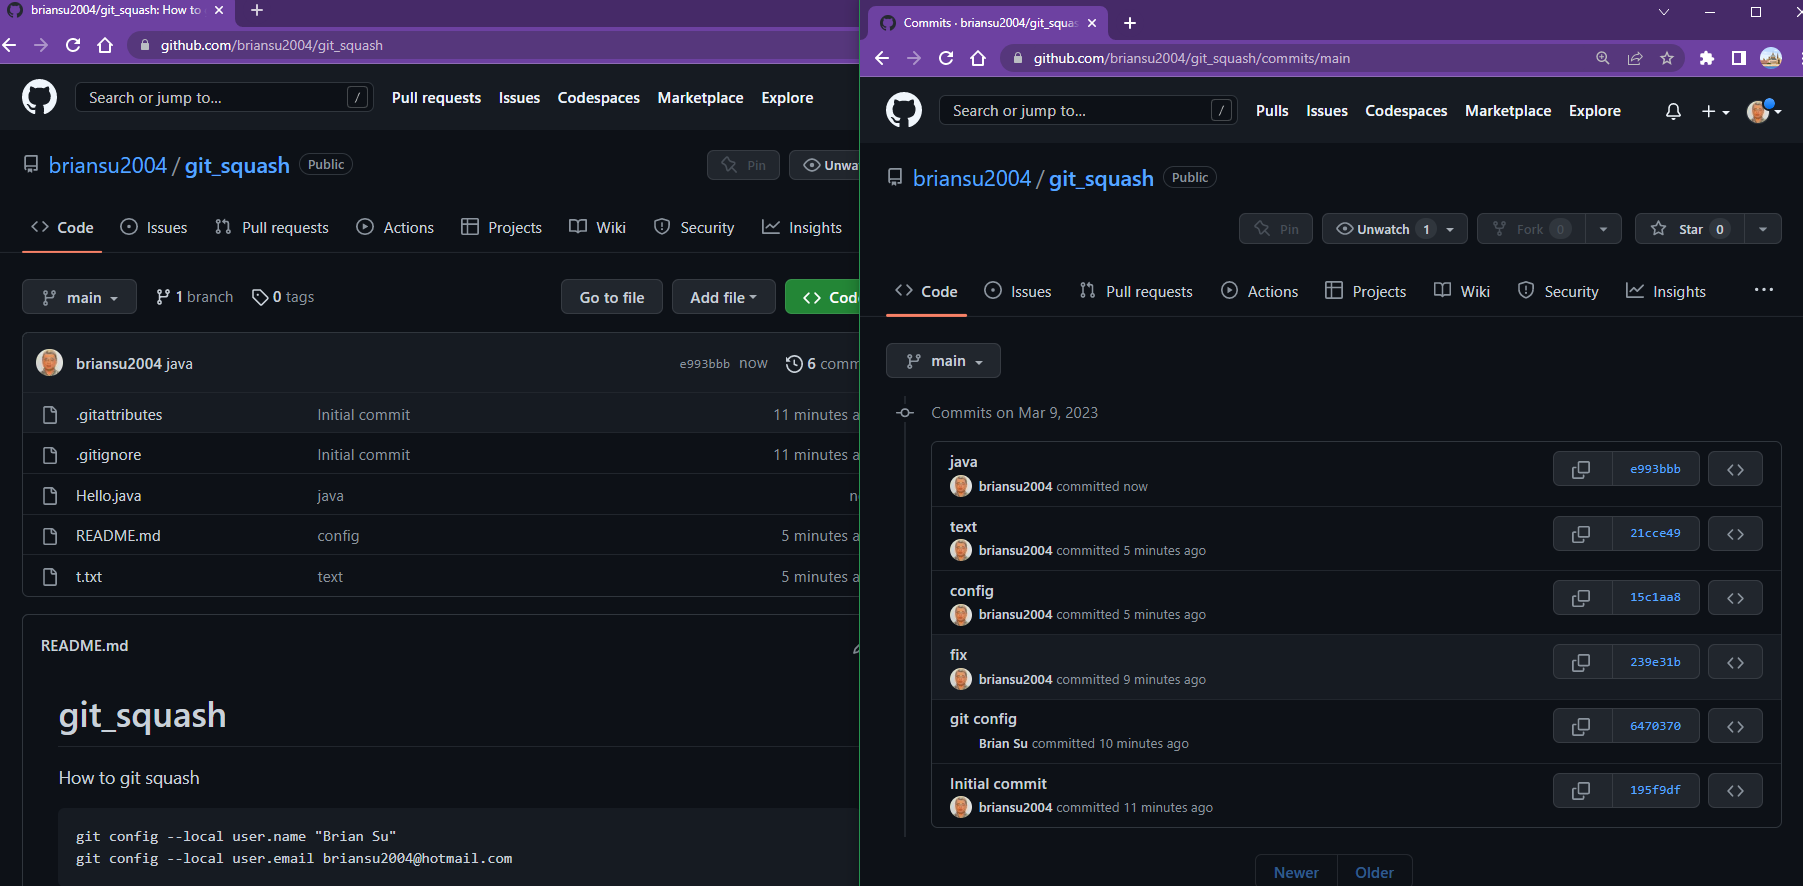 briansu2004/git_squash: How to
github.com/briansu2004/git_squash
Search or jump to... /
Pull requests Issues Codespaces Marketplace Explore
briansu2004 / git_squash Public
Pin Unwa
Code Issues Pull requests Actions Projects Wiki Security Insights
main 1 branch 0 tags Go to file Add file Code
briansu2004 java e993bbb now 6 comm
.gitattributes Initial commit 11 minutes a
.gitignore Initial commit 11 minutes a
Hello.java java n
README.md config 5 minutes a
t.txt text 5 minutes a
README.md
git_squash
How to git squash
git config --local user.name "Brian Su"
git config --local user.email briansu2004@hotmail.com
Commits · briansu2004/git_squas
github.com/briansu2004/git_squash/commits/main
Search or jump to... /
Pulls Issues Codespaces Marketplace Explore
briansu2004 / git_squash Public
Pin Unwatch 1 Fork 0 Star 0
Code Issues Pull requests Actions Projects Wiki Security Insights
main
Commits on Mar 9, 2023
java
briansu2004 committed now
e993bbb
text
briansu2004 committed 5 minutes ago
21cce49
config
briansu2004 committed 5 minutes ago
15c1aa8
fix
briansu2004 committed 9 minutes ago
239e31b
git config
Brian Su committed 10 minutes ago
6470370
Initial commit
briansu2004 committed 11 minutes ago
195f9df
Newer Older